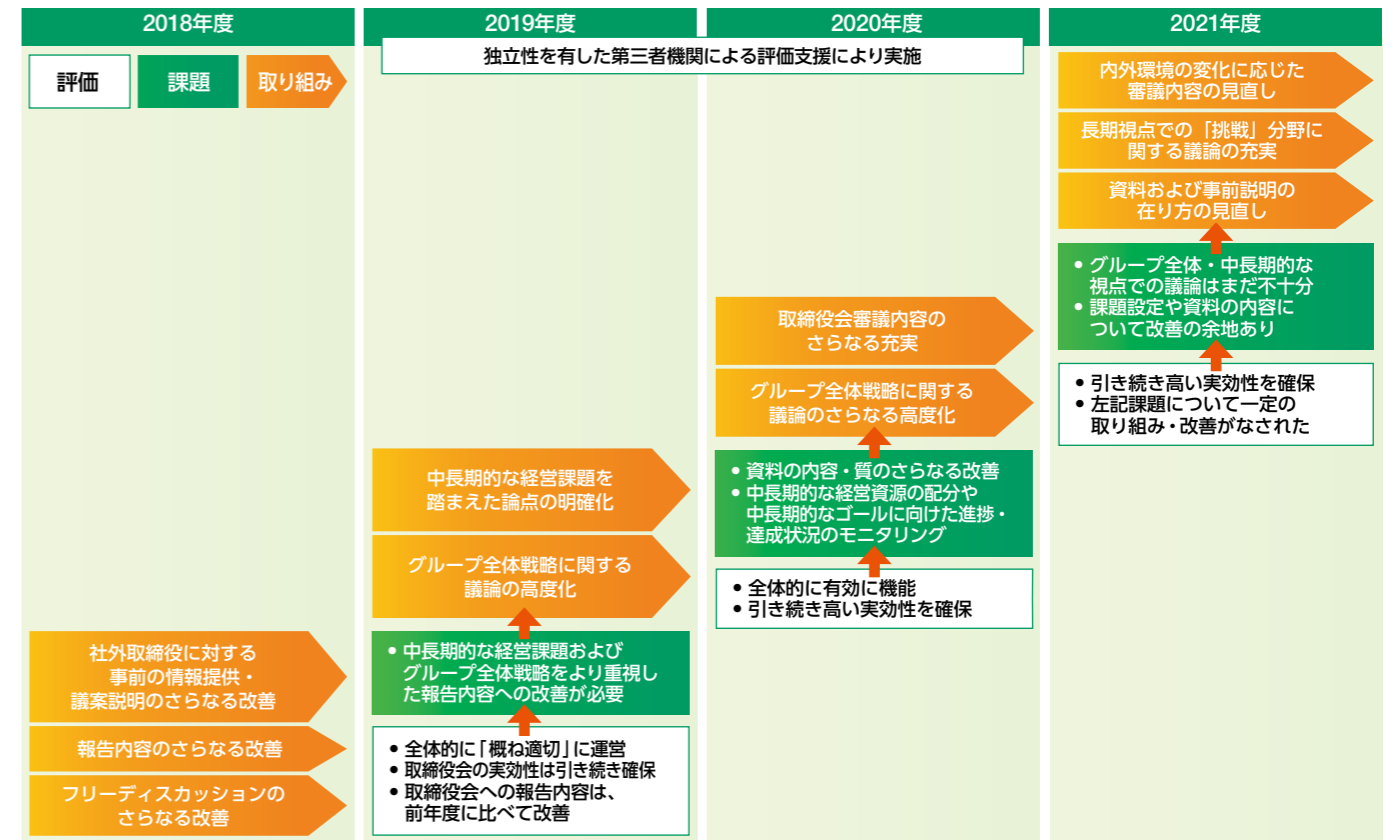 2018年度
評価
課題
取り組み
社外取締役に対する
事前の情報提供・
議案説明のさらなる改善
報告内容のさらなる改善
フリーディスカッションの
さらなる改善
2019年度
2020年度
独立性を有した第三者機関による評価支援により実施
中長期的な経営課題を
踏まえた論点の明確化
グループ全体戦略に関する
議論の高度化
• 中長期的な経営課題および
グループ全体戦略をより重視し
た報告内容への改善が必要
• 全体的に「概ね適切」に運営
• 取締役会の実効性は引き続き確保
• 取締役会への報告内容は、
前年度に比べて改善
取締役会審議内容の
さらなる充実
グループ全体戦略に関する
議論のさらなる高度化
• 資料の内容・質のさらなる改善
• 中長期的な経営資源の配分や
中長期的なゴールに向けた進捗・
達成状況のモニタリング
• 全体的に有効に機能
• 引き続き高い実効性を確保
2021年度
内外環境の変化に応じた
審議内容の見直し
長期視点での「挑戦」分野に
関する議論の充実
資料および事前説明の
在り方の見直し
• グループ全体・中長期的な
視点での議論はまだ不十分
• 課題設定や資料の内容に
ついて改善の余地あり
• 引き続き高い実効性を確保
• 左記課題について一定の
取り組み・改善がなされた